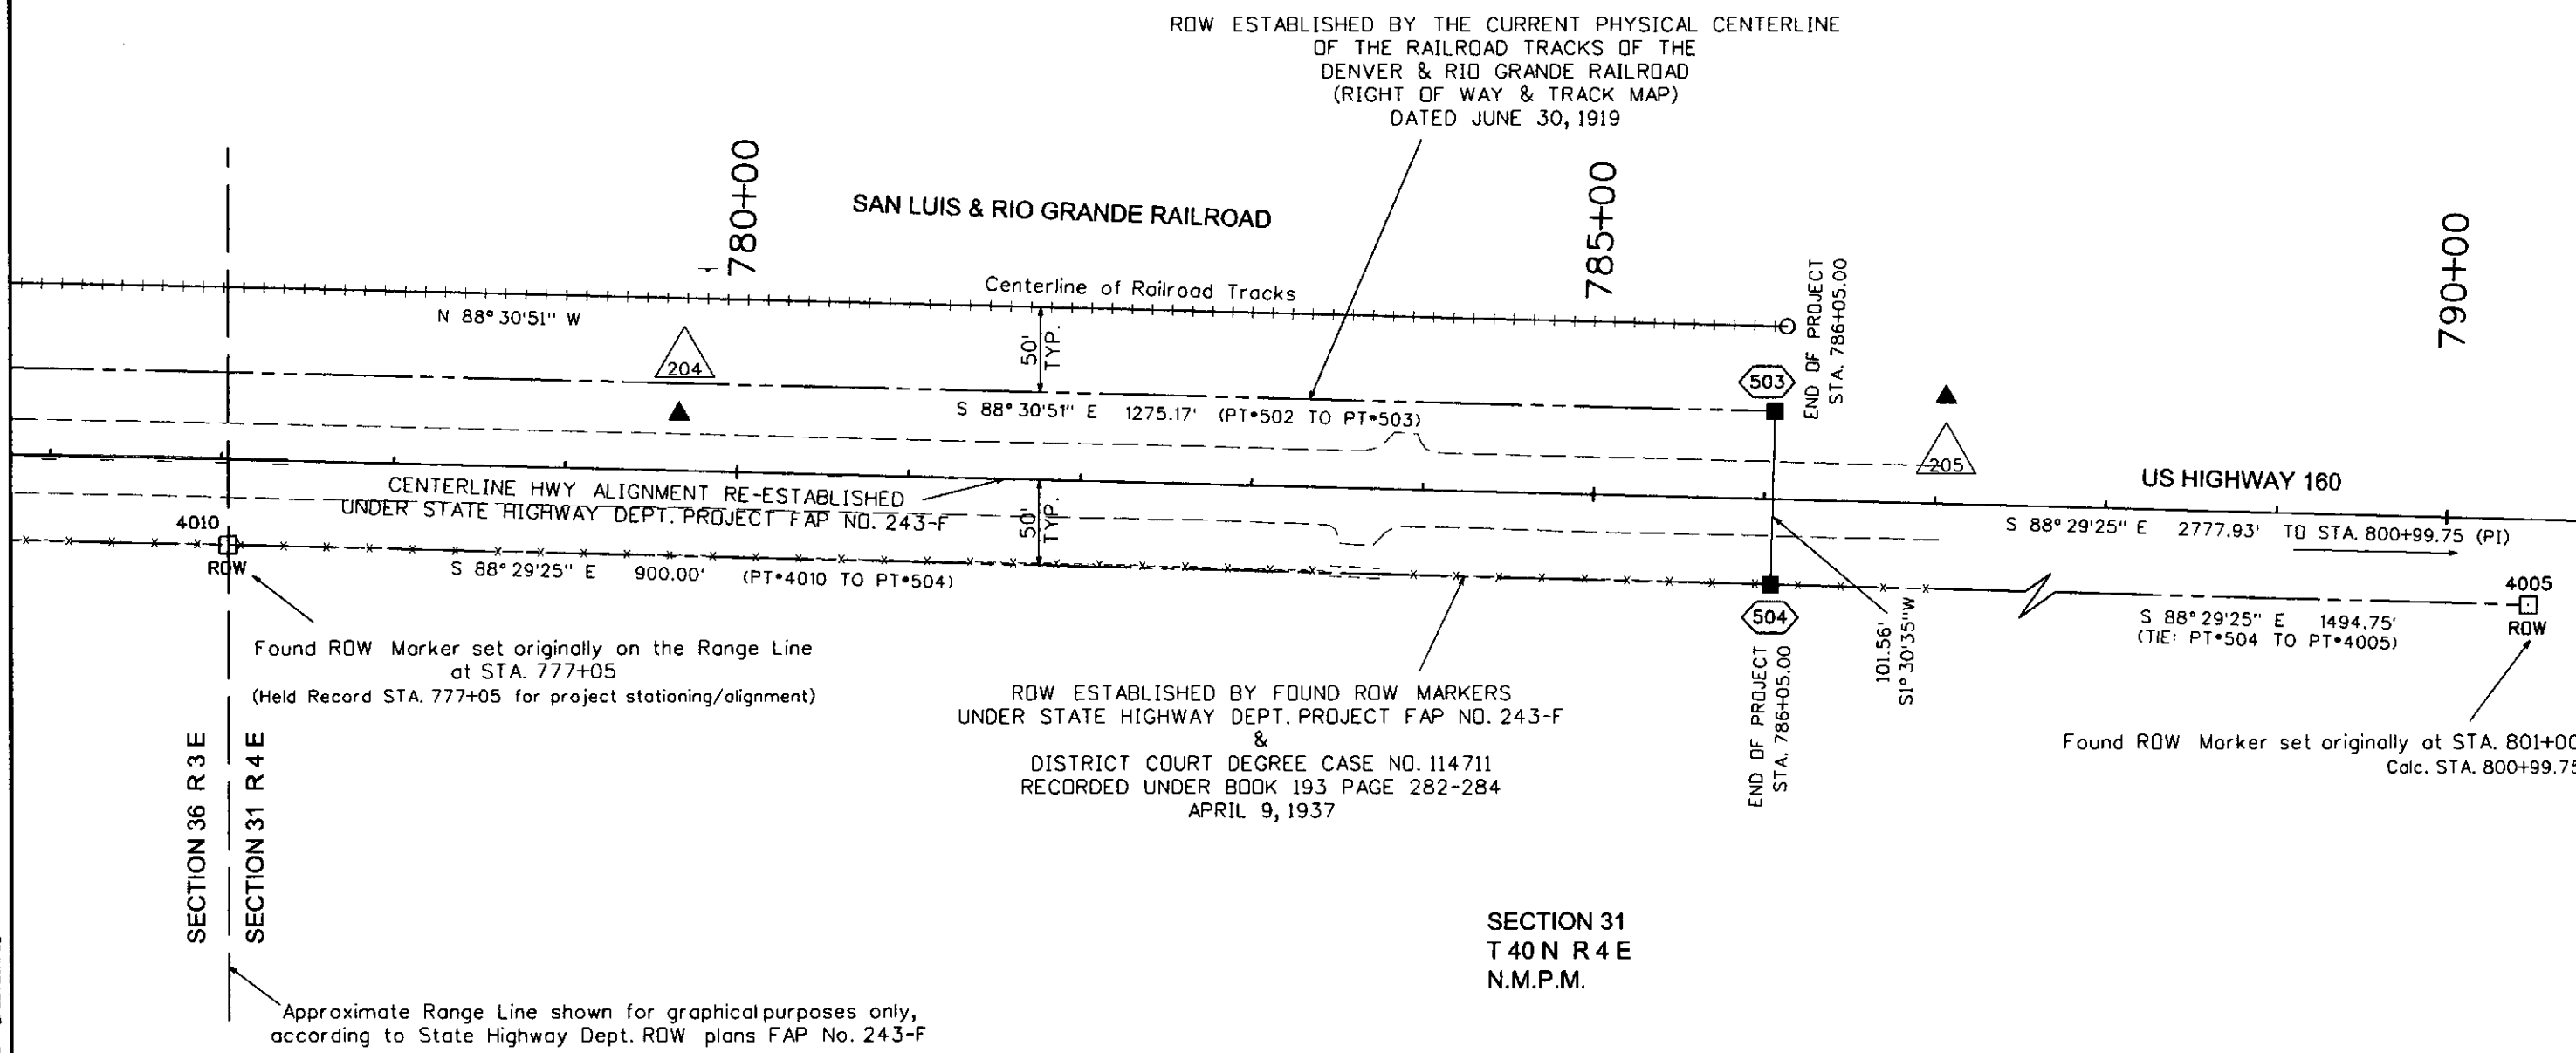 ROW ESTABLISHED BY THE CURRENT PHYSICAL CENTERLINE
OF THE RAILROAD TRACKS OF THE
DENVER & RIO GRANDE RAILROAD
(RIGHT OF WAY & TRACK MAP)
DATED JUNE 30, 1919
780+00
785+00
790+00
SAN LUIS & RIO GRANDE RAILROAD
Centerline of Railroad Tracks
N 88° 30'51" W
50'
TYP.
END OF PROJECT
STA. 786+05.00
204
503
S 88° 30'51" E 1275.17' (PT•502 TO PT•503)
205
US HIGHWAY 160
CENTERLINE HWY ALIGNMENT RE-ESTABLISHED
UNDER STATE HIGHWAY DEPT. PROJECT FAP NO. 243-F
50'
TYP.
S 88° 29'25" E 2777.93' TO STA. 800+99.75 (PI)
4010
ROW
S 88° 29'25" E 900.00' (PT•4010 TO PT•504)
504
101.56'
S1° 30'35"W
4005
ROW
S 88° 29'25" E 1494.75'
(TIE: PT•504 TO PT•4005)
Found ROW Marker set originally on the Range Line
at STA. 777+05
(Held Record STA. 777+05 for project stationing/alignment)
ROW ESTABLISHED BY FOUND ROW MARKERS
UNDER STATE HIGHWAY DEPT. PROJECT FAP NO. 243-F
&
DISTRICT COURT DEGREE CASE NO. 114711
RECORDED UNDER BOOK 193 PAGE 282-284
APRIL 9, 1937
END OF PROJECT
STA. 786+05.00
Found ROW Marker set originally at STA. 801+00
Calc. STA. 800+99.75
SECTION 36 R 3 E
SECTION 31 R 4 E
SECTION 31
T 40 N R 4 E
N.M.P.M.
Approximate Range Line shown for graphical purposes only,
according to State Highway Dept. ROW plans FAP No. 243-F